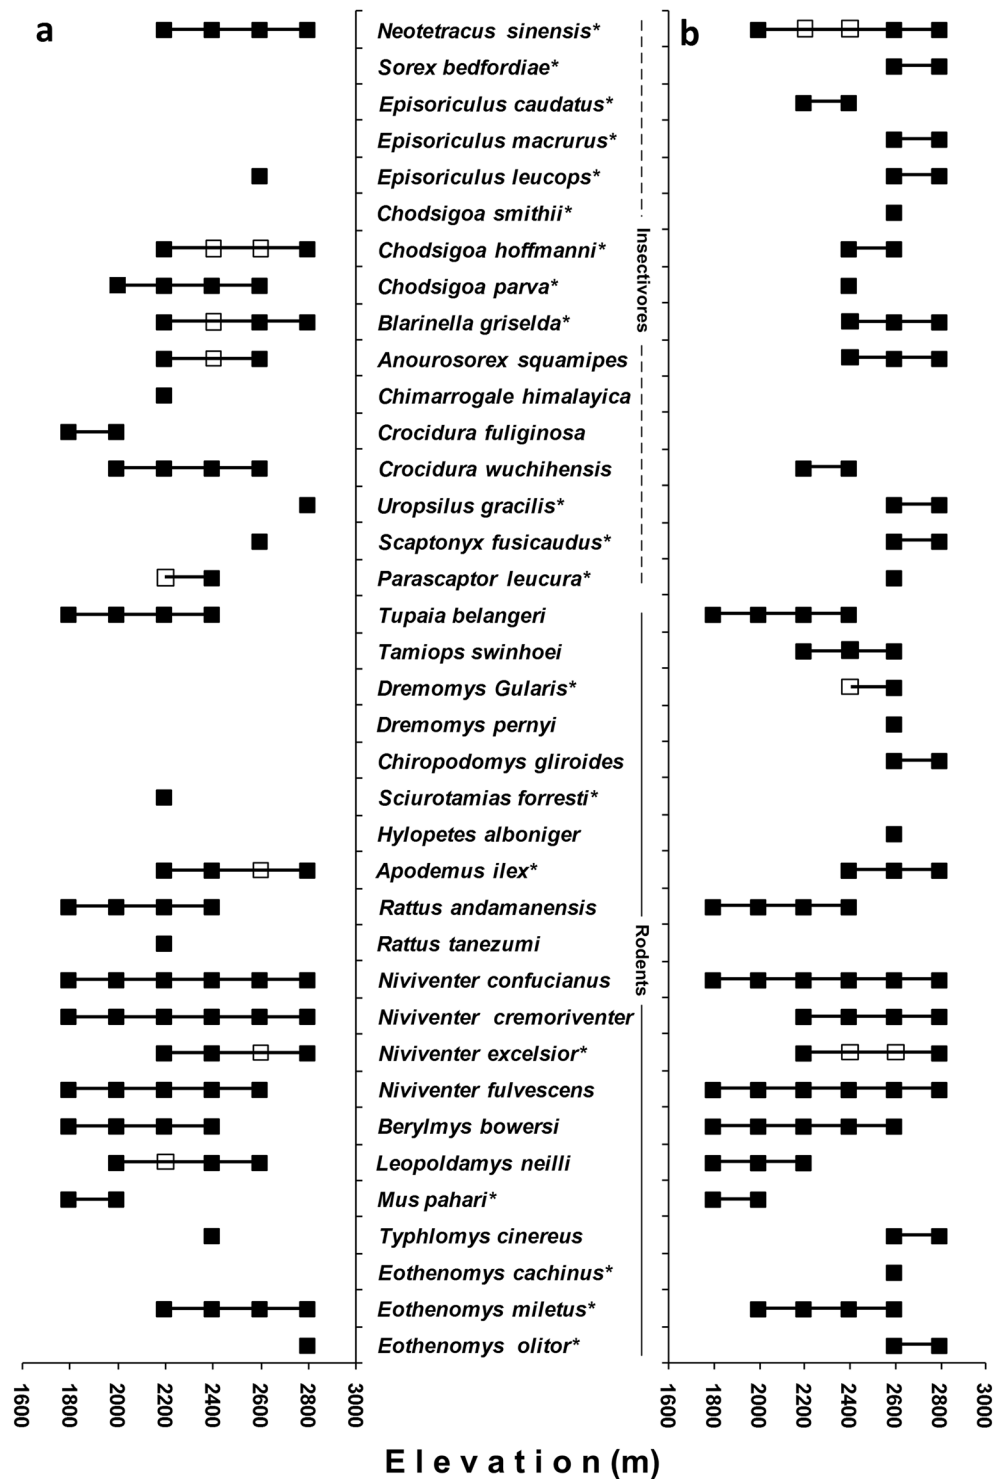 a
b
Neotetracus sinensis*
Sorex bedfordiae*
Episoriculus caudatus*
Episoriculus macrurus*
Episoriculus leucops*
Chodsigoa smithii*
Chodsigoa hoffmanni*
Chodsigoa parva*
Blarinella griselda*
Anourosorex squamipes
Chimarrogale himalayica
Crocidura fuliginosa
Crocidura wuchihensis
Uropsilus gracilis*
Scaptonyx fusicaudus*
Parascaptor leucura*
Tupaia belangeri
Tamiops swinhoei
Dremomys Gularis*
Dremomys pernyi
Chiropodomys gliroides
Sciurotamias forresti*
Hylopetes alboniger
Apodemus ilex*
Rattus andamanensis
Rattus tanezumi
Niviventer confucianus
Niviventer cremoriventer
Niviventer excelsior*
Niviventer fulvescens
Berylmys bowersi
Leopoldamys neilli
Mus pahari*
Typhlomys cinereus
Eothenomys cachinus*
Eothenomys miletus*
Eothenomys olitor*
Insectivores
Rodents
1600 1800 2000 2200 2400 2600 2800 3000
1600 1800 2000 2200 2400 2600 2800 3000
Elevation (m)